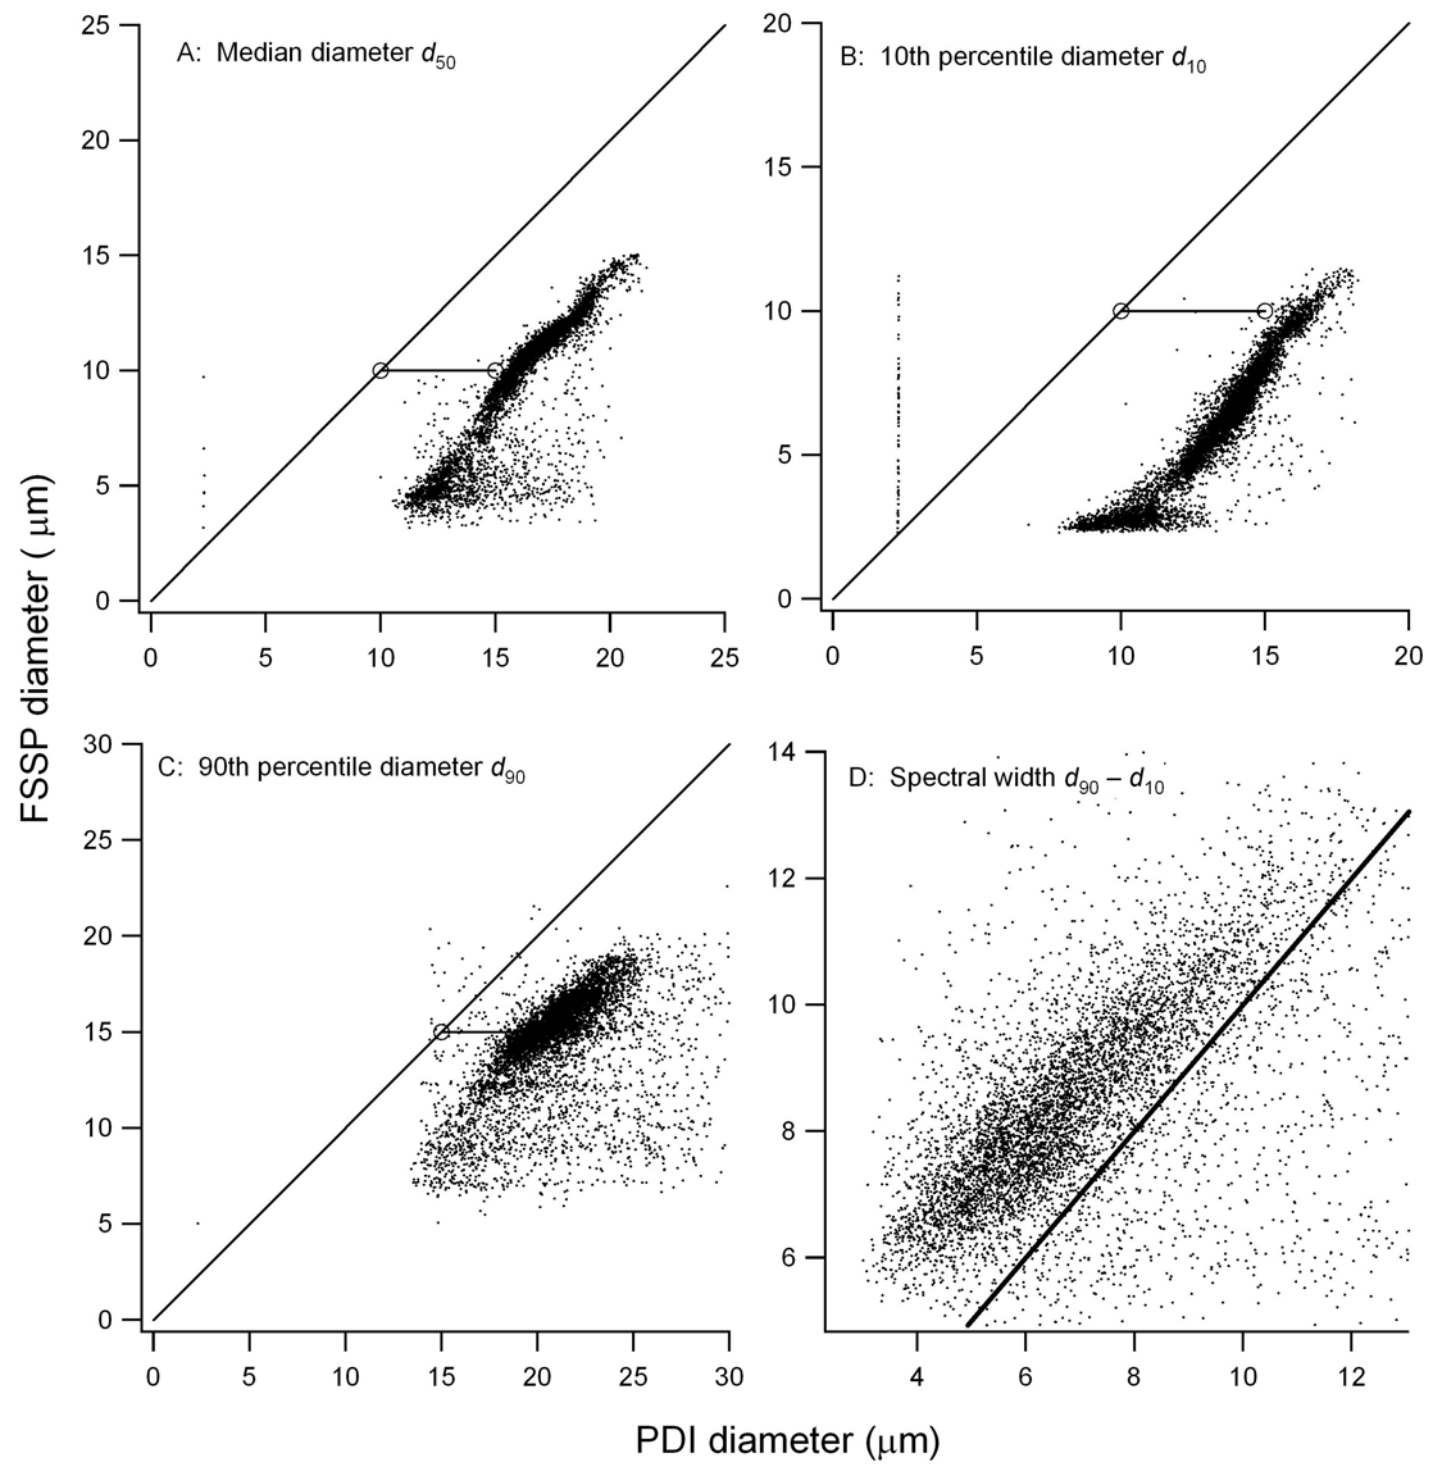 FSSP diameter ( μm)
A: Median diameter d50
25
20
15
10
5
0
0 5 10 15 20 25
B: 10th percentile diameter d10
20
15
10
5
0
0 5 10 15 20
C: 90th percentile diameter d90
30
25
20
15
10
5
0
0 5 10 15 20 25 30
D: Spectral width d90 – d10
14
12
10
8
6
4 6 8 10 12
PDI diameter (μm)